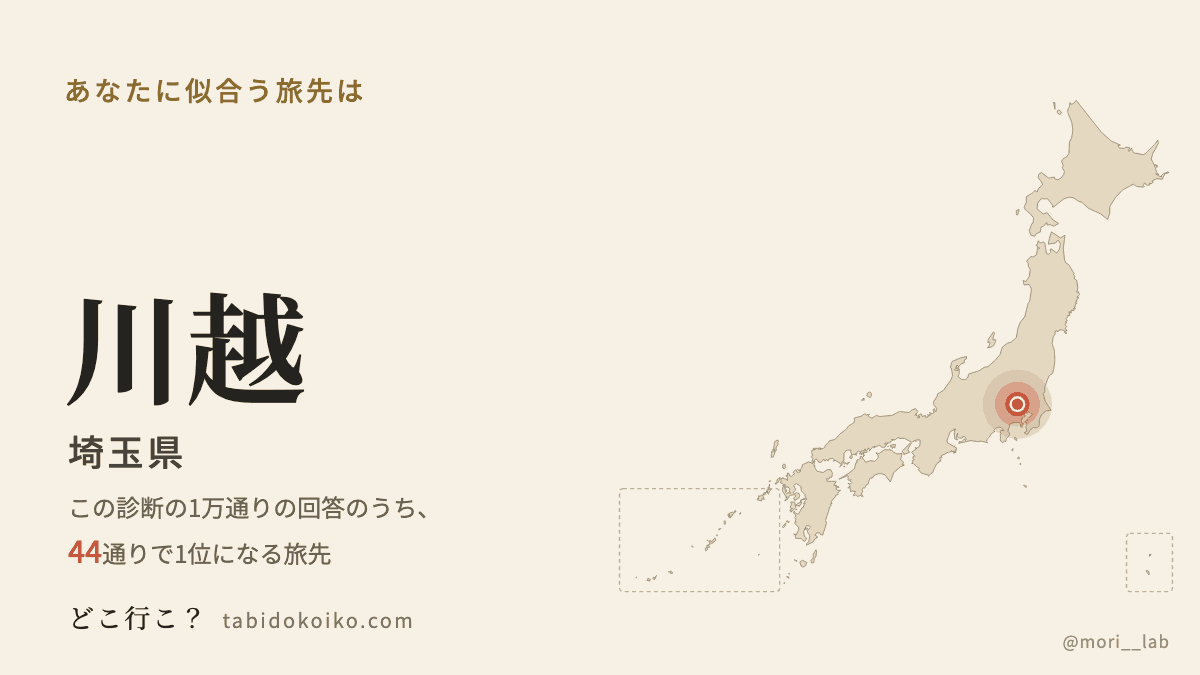 あなたに似合う旅先は
川越
埼玉県
この診断の1万通りの回答のうち、
44通りで1位になる旅先
どこ行こ？ tabidokoiko.com
@mori__lab